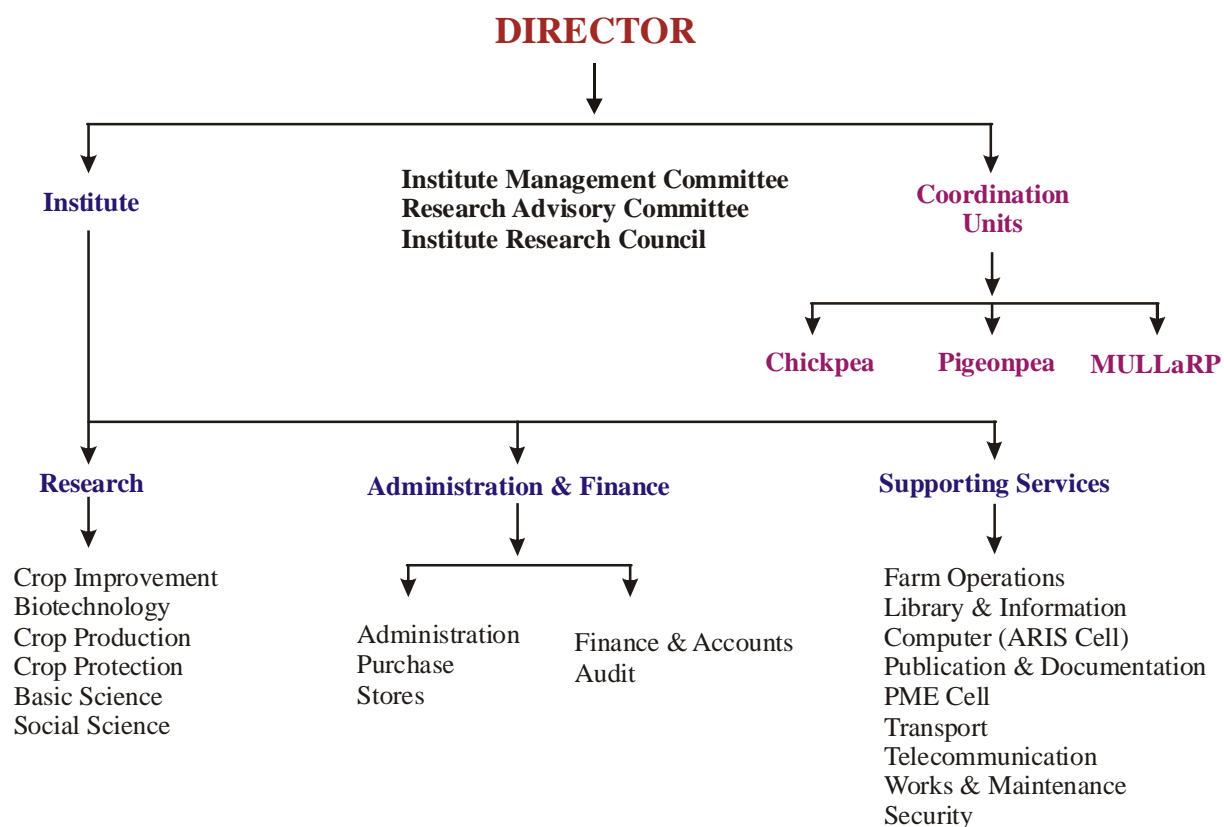 DIRECTOR
Institute
Institute Management Committee
Research Advisory Committee
Institute Research Council
Coordination
Units
Chickpea
Pigeonpea
MULLaRP
Research
Administration & Finance
Supporting Services
Crop Improvement
Biotechnology
Crop Production
Crop Protection
Basic Science
Social Science
Administration
Purchase
Stores
Finance & Accounts
Audit
Farm Operations
Library & Information
Computer (ARIS Cell)
Publication & Documentation
PME Cell
Transport
Telecommunication
Works & Maintenance
Security